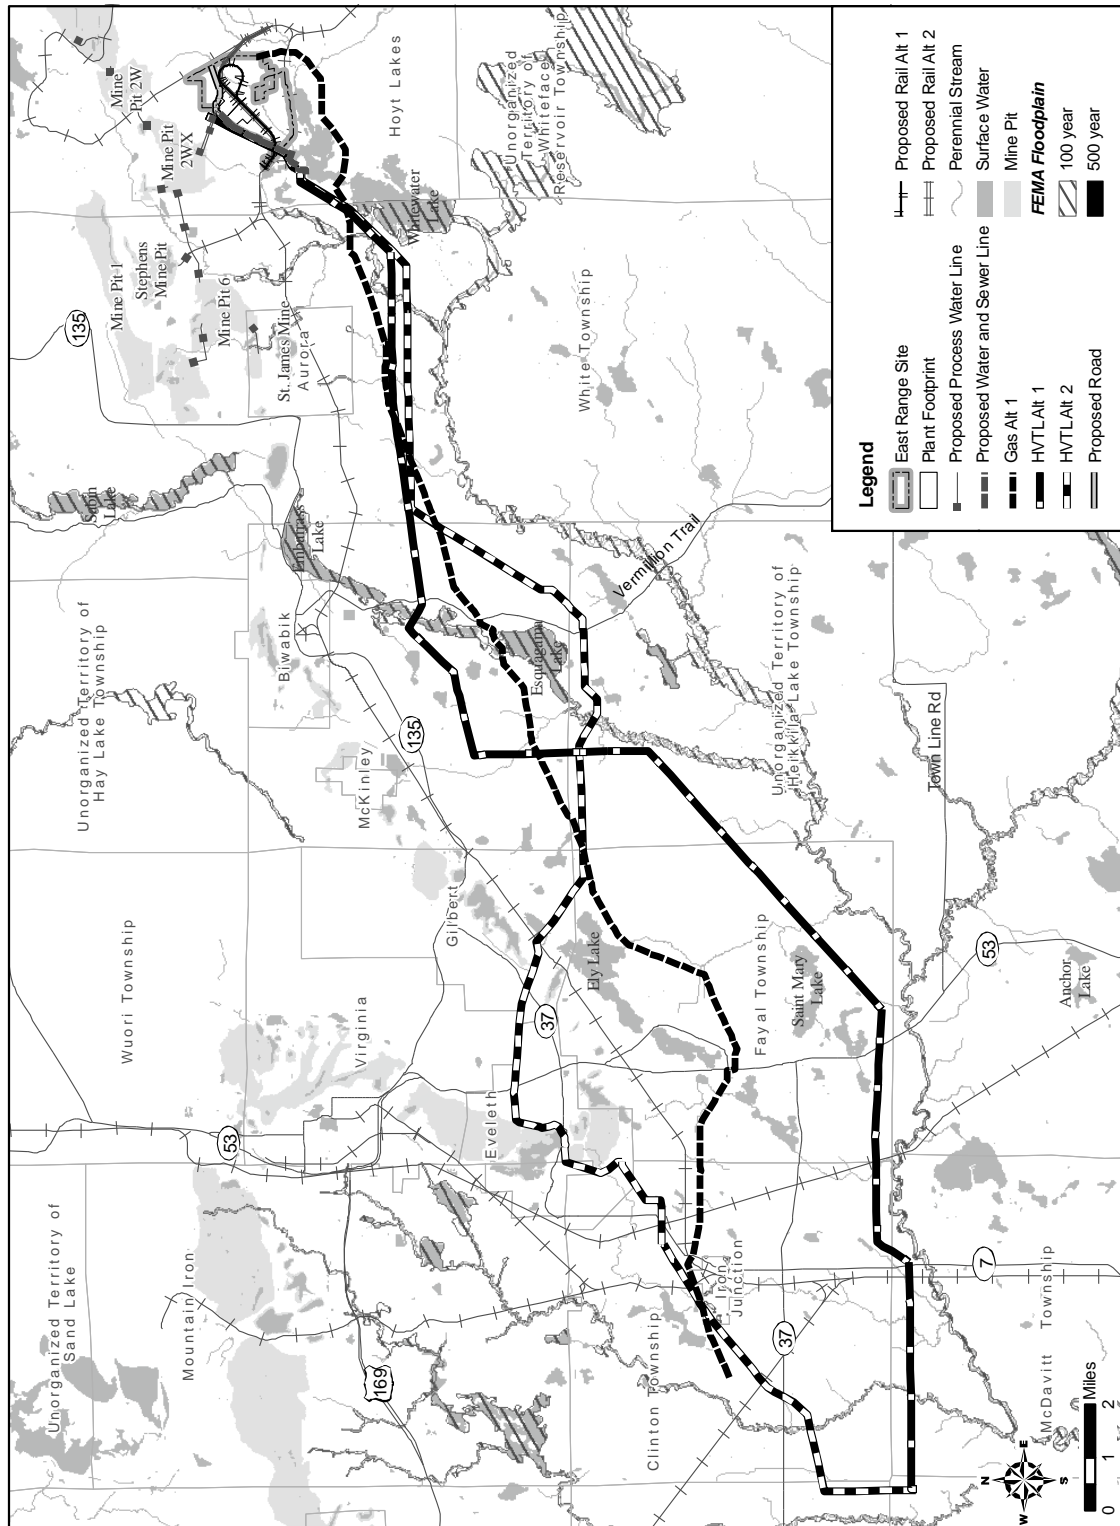 Unorganized Territory of
Sand Lake
Mountain Iron
169
53
Wuori Township
Virginia
Unorganized Territory of
Hay Lake Township
McKinley
Gilbert
Biwabik
135
Sabin
Lake
Embarrass
Lake
135
Mine Pit 1
Stephens
Mine Pit
Mine Pit 6
St. James Mine
Aurora
Mine Pit
2WX
Mine
Pit 2W
Hoyt Lakes
Whitewater
Lake
Unorganized
Territory of
Whiteface
Reservoir Township
White Township
Vermillion Trail
Esquagama
Lake
Unorganized Territory of
Heikkila Lake Township
Town Line Rd
Eveleth
37
Ely Lake
Fayal Township
Saint Mary
Lake
53
Anchor
Lake
Clinton Township
Iron
Junction
37
7
McDavitt Township
N
W
E
S
0 1 2
Miles
Legend
East Range Site
Plant Footprint
Proposed Process Water Line
Proposed Water and Sewer Line
Gas Alt 1
HVTL Alt 1
HVTL Alt 2
Proposed Road
Proposed Rail Alt 1
Proposed Rail Alt 2
Perennial Stream
Surface Water
Mine Pit
FEMA Floodplain
100 year
500 year